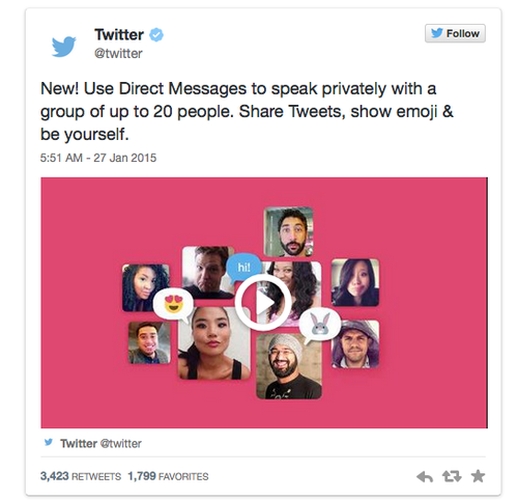 Twitter
@twitter
Follow
New! Use Direct Messages to speak privately with a
group of up to 20 people. Share Tweets, show emoji &
be yourself.
5:51 AM - 27 Jan 2015
hi!
Twitter @twitter
3,423 RETWEETS 1,799 FAVORITES